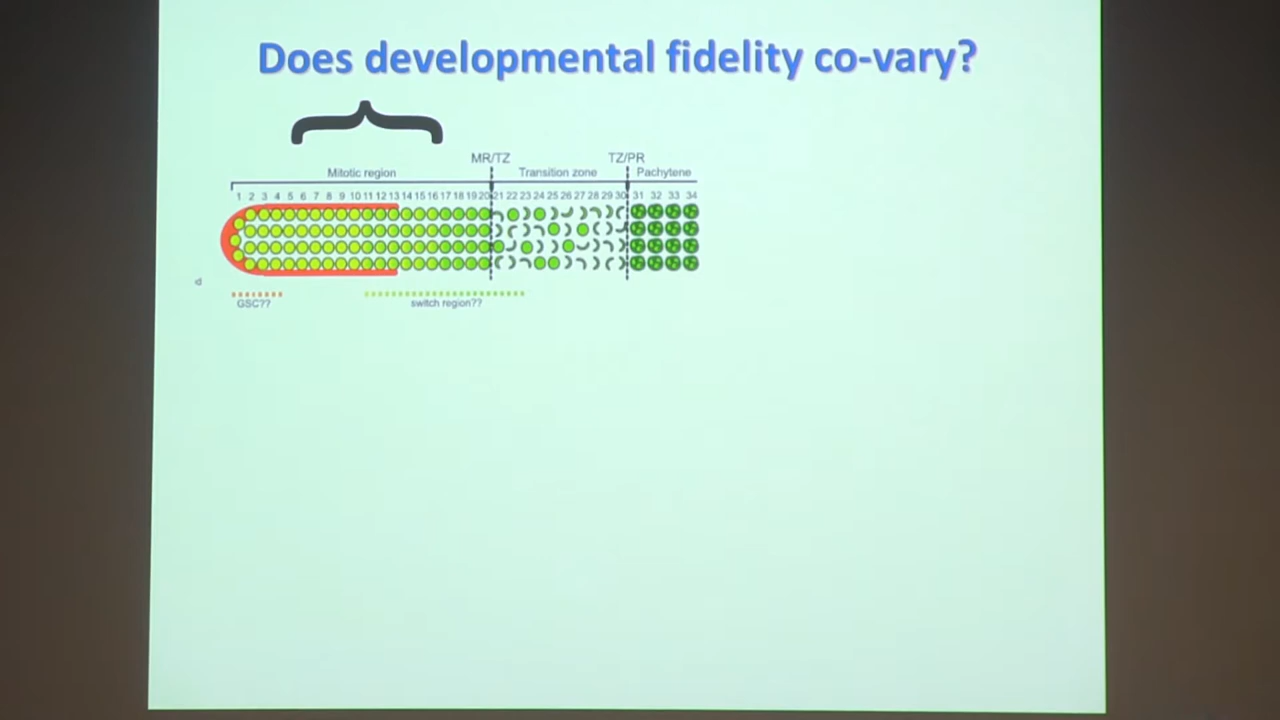 Does developmental fidelity co-vary?
MR/TZ TZ/PR
Mitotic region Transition zone Pachytene
1 2 3 4 5 6 7 8 9 10 11 12 13 14 15 16 17 18 19 20 21 22 23 24 25 26 27 28 29 30 31 32 33 34
GSC?? switch region??